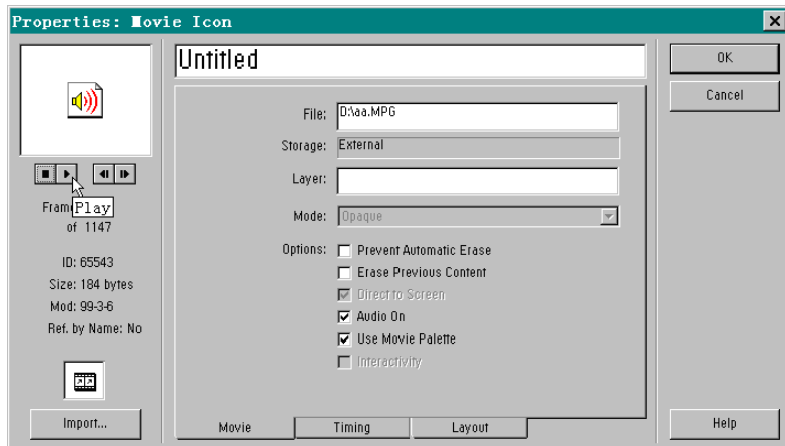 Properties: Movie Icon
Untitled
OK
Cancel
File: D:\aa.MPG
Storage: External
Layer:
Mode: Opaque
Play
of 1147
Options: Prevent Automatic Erase
Erase Previous Content
Direct to Screen
Audio On
Use Movie Palette
Interactivity
ID: 65543
Size: 184 bytes
Mod: 99-3-6
Ref. by Name: No
Import...
Movie
Timing
Layout
Help